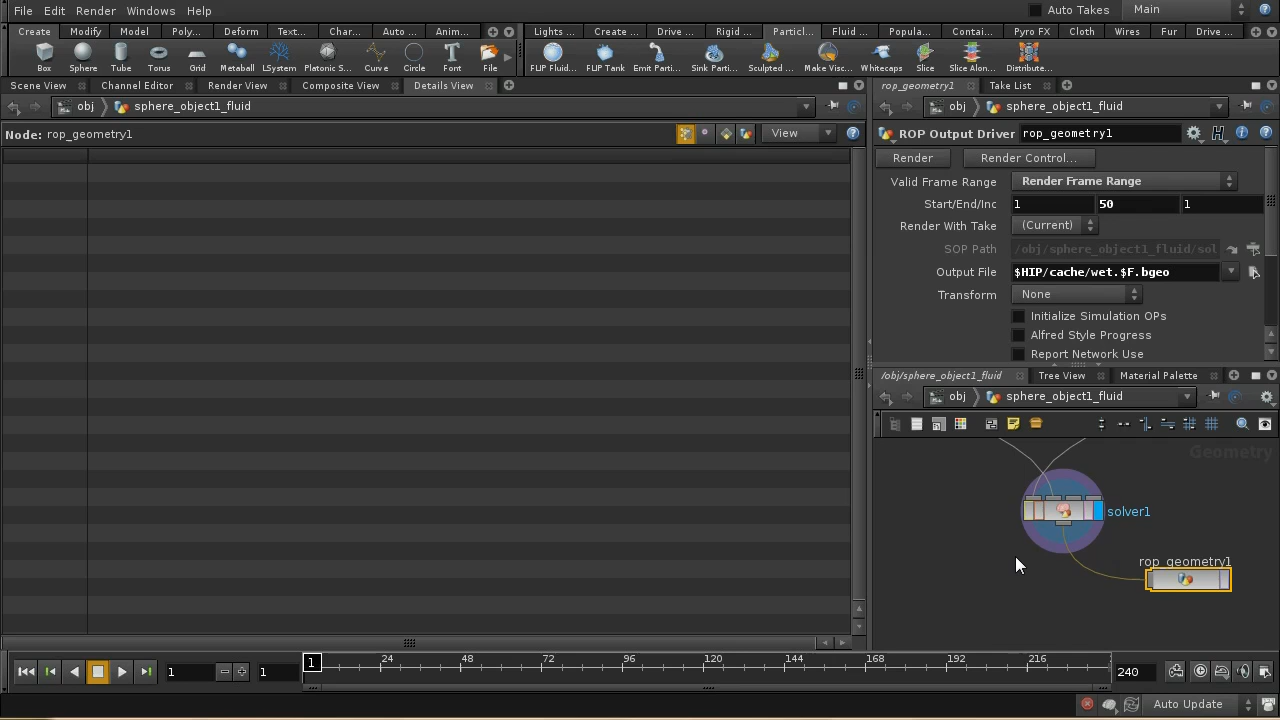 File Edit Render Windows Help Auto Takes Main
Create Modify Model Poly... Deform Text... Char... Auto ... Anim... Lights ... Create ... Drive ... Rigid ... Particl... Fluid ... Popula... Contai... Pyro FX Cloth Wires Fur Drive ...
Box Sphere Tube Torus Grid Metaball LSystem Platonic... Curve Circle Font File FLIP Fluid... FLIP Tank Emit Parti... Sink Parti... Sculpted ... Make Visc... Whitecaps Slice Slice Alon... Distribute...
Scene View Channel Editor Render View Composite View Details View
obj sphere_object1_fluid
Node: rop_geometry1 View
rop_geometry1 Take List
obj sphere_object1_fluid
ROP Output Driver rop_geometry1
Render Render Control...
Valid Frame Range Render Frame Range
Start/End/Inc 1 50 1
Render With Take (Current)
SOP Path /obj/sphere_object1_fluid/sol
Output File $HIP/cache/wet.$F.bgeo
Transform None
Initialize Simulation OPs
Alfred Style Progress
Report Network Use
/obj/sphere_object1_fluid Tree View Material Palette
obj sphere_object1_fluid
Geometry
solver1
rop_geometry1
1 1 1 24 48 72 96 120 144 168 192 216 240
Auto Update